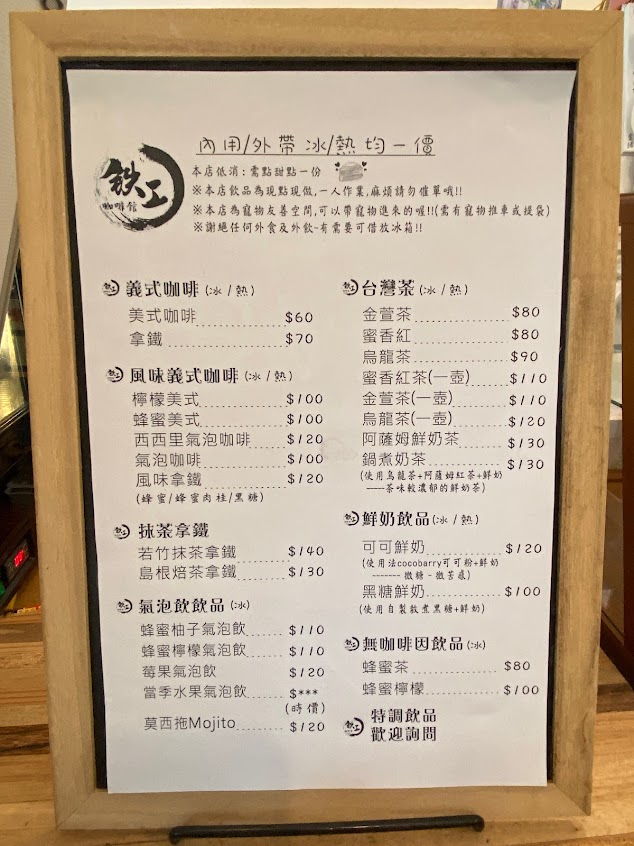 內用/外帶 冰/熱 均一價
鉄工
咖啡館
本店低消:需點甜點一份
※本店飲品為現點現做,一人作業,麻煩請勿催單哦!!
※本店為寵物友善空間,可以帶寵物進來的喔!!(需有寵物推車或提袋)
※謝絕任何外食及外飲-有需要可借放冰箱!!
義式咖啡(冰/熱)
美式咖啡 $60
拿鐵 $70
風味義式咖啡(冰/熱)
檸檬美式 $100
蜂蜜美式 $100
西西里氣泡咖啡 $120
氣泡咖啡 $100
風味拿鐵 $120
(蜂蜜/蜂蜜肉桂/黑糖)
抹茶拿鐵
若竹抹茶拿鐵 $140
島根焙茶拿鐵 $130
氣泡飲飲品(冰)
蜂蜜柚子氣泡飲 $110
蜂蜜檸檬氣泡飲 $110
莓果氣泡飲 $120
當季水果氣泡飲 $***
(時價)
莫西拖Mojito $120
台灣茶(冰/熱)
金萱茶 $80
蜜香紅 $80
烏龍茶 $90
蜜香紅茶(一壺) $110
金萱茶(一壺) $110
烏龍茶(一壺) $120
阿薩姆鮮奶茶 $130
鍋煮奶茶 $130
(使用烏龍茶+阿薩姆紅茶+鮮奶
-----茶味較濃郁的鮮奶茶)
鮮奶飲品(冰/熱)
可可鮮奶 $120
(使用法cocobarry可可粉+鮮奶
------- 微糖-微苦底)
黑糖鮮奶 $100
(使用自製熬煮黑糖+鮮奶)
無咖啡因飲品(冰)
蜂蜜茶 $80
蜂蜜檸檬 $100
特調飲品
歡迎詢問